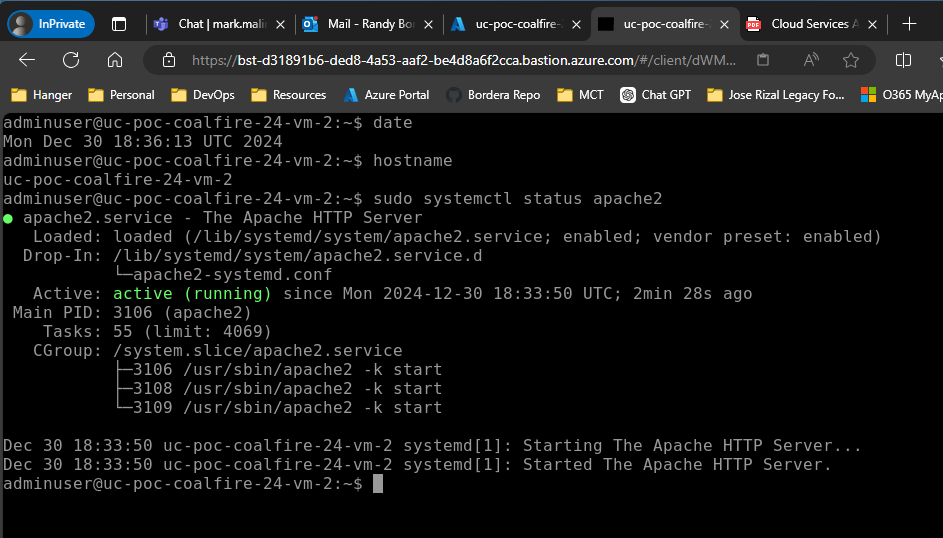 InPrivate
Chat | mark.mali
Mail - Randy Bo
uc-poc-coalfire-
uc-poc-coalfire-
PDF
Cloud Services A
https://bst-d31891b6-ded8-4a53-aaf2-be4d8a6f2cca.bastion.azure.com/#/client/dWM...
Hanger
Personal
DevOps
Resources
Azure Portal
Bordera Repo
MCT
Chat GPT
Jose Rizal Legacy Fo...
O365 MyAp
adminuser@uc-poc-coalfire-24-vm-2:~$ date
Mon Dec 30 18:36:13 UTC 2024
adminuser@uc-poc-coalfire-24-vm-2:~$ hostname
uc-poc-coalfire-24-vm-2
adminuser@uc-poc-coalfire-24-vm-2:~$ sudo systemctl status apache2
● apache2.service - The Apache HTTP Server
   Loaded: loaded (/lib/systemd/system/apache2.service; enabled; vendor preset: enabled)
  Drop-In: /lib/systemd/system/apache2.service.d
           └─apache2-systemd.conf
   Active: active (running) since Mon 2024-12-30 18:33:50 UTC; 2min 28s ago
 Main PID: 3106 (apache2)
    Tasks: 55 (limit: 4069)
   CGroup: /system.slice/apache2.service
           ├─3106 /usr/sbin/apache2 -k start
           ├─3108 /usr/sbin/apache2 -k start
           └─3109 /usr/sbin/apache2 -k start
Dec 30 18:33:50 uc-poc-coalfire-24-vm-2 systemd[1]: Starting The Apache HTTP Server...
Dec 30 18:33:50 uc-poc-coalfire-24-vm-2 systemd[1]: Started The Apache HTTP Server.
adminuser@uc-poc-coalfire-24-vm-2:~$